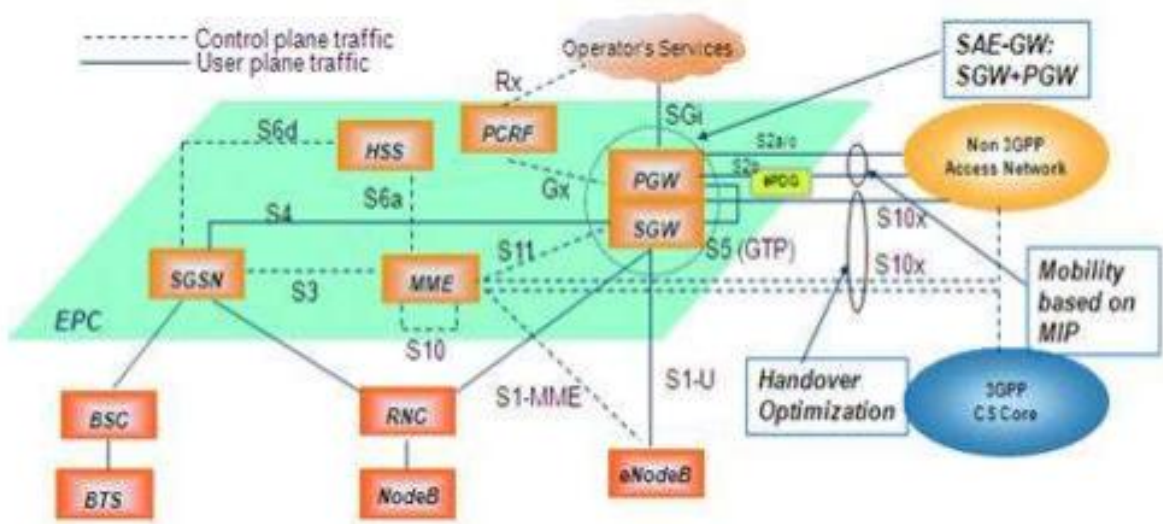 Control plane traffic
User plane traffic
Operator's Services
SAE-GW:
SGW+PGW
Rx
SGi
S6d
HSS
PCRF
S2a/c
Non 3GPP
Access Network
S2b
ePDG
PGW
Gx
S6a
S4
SGW
S10x
S11
S5 (GTP)
S10x
SGSN
S3
MME
Mobility
based on
MIP
EPC
S10
S1-MME
S1-U
Handover
Optimization
3GPP
CS Core
BSC
RNC
eNodeB
BTS
NodeB